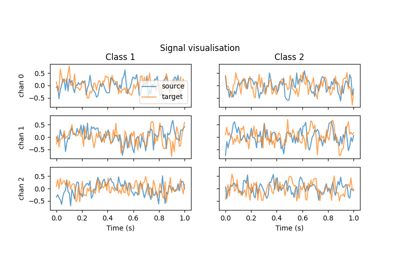 Signal visualisation
Class 1
Class 2
chan 0
0.5
0.0
−0.5
source
target
chan 1
0.5
0.0
−0.5
chan 2
0.5
0.0
−0.5
0.0 0.2 0.4 0.6 0.8 1.0
0.0 0.2 0.4 0.6 0.8 1.0
Time (s)
Time (s)